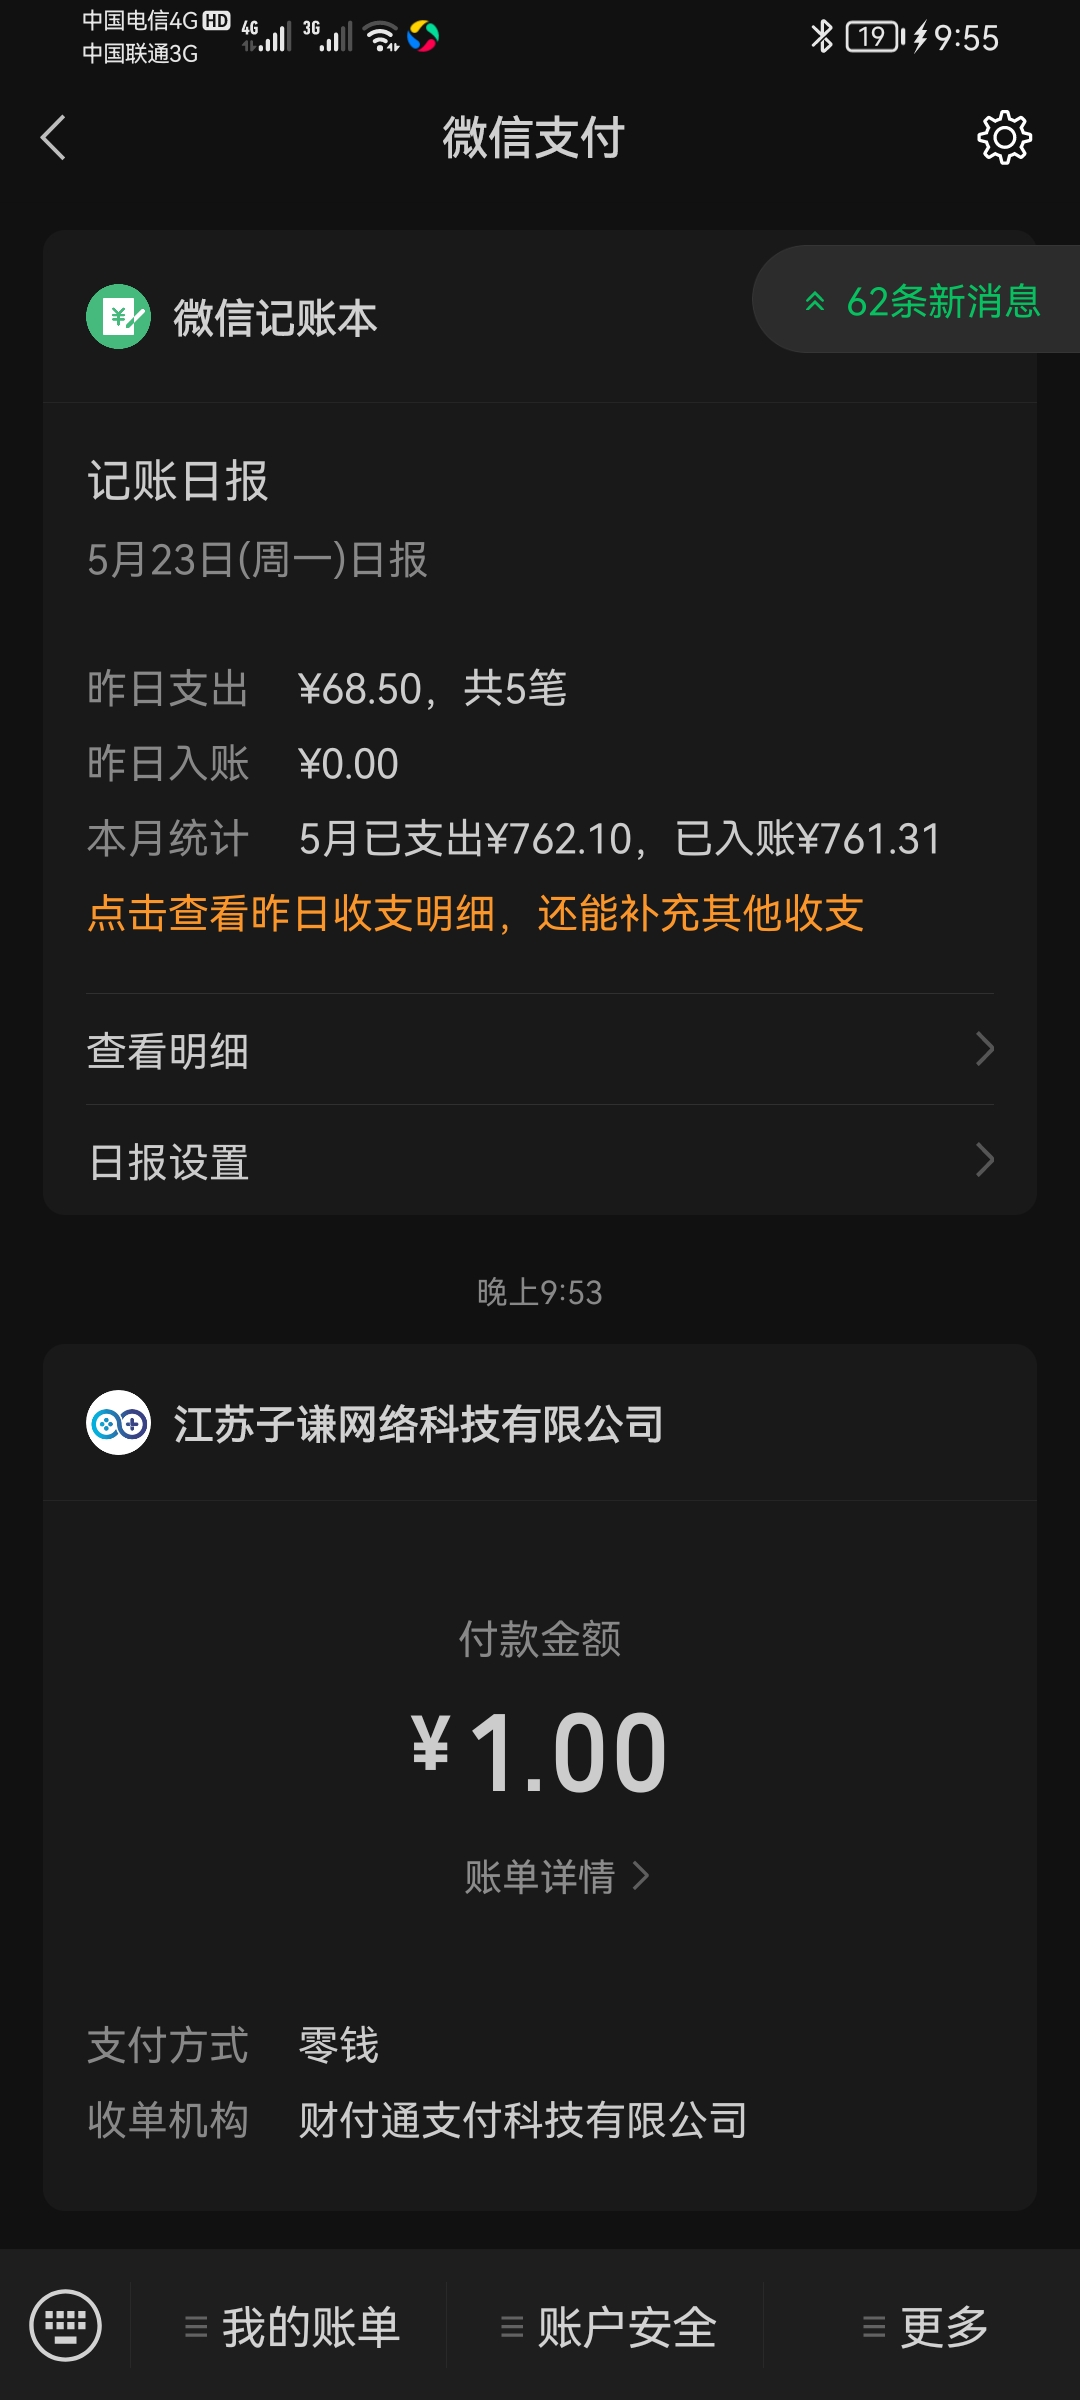 中国电信4G HD 4G 3G 19 9:55
中国联通3G
微信支付
微信记账本
62条新消息
记账日报
5月23日(周一)日报
昨日支出 ¥68.50，共5笔
昨日入账 ¥0.00
本月统计 5月已支出¥762.10，已入账¥761.31
点击查看昨日收支明细，还能补充其他收支
查看明细
日报设置
晚上9:53
江苏子谦网络科技有限公司
付款金额
¥1.00
账单详情
支付方式 零钱
收单机构 财付通支付科技有限公司
我的账单 账户安全 更多